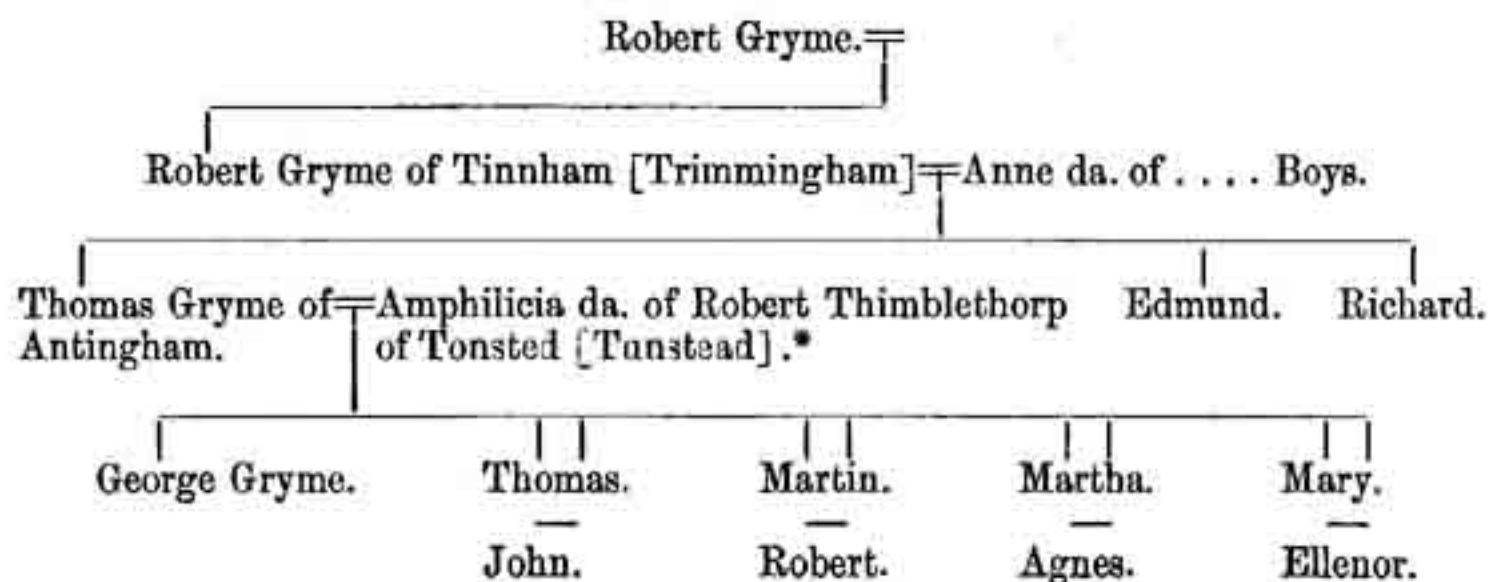 Robert Gryme.
Robert Gryme of Tinnham [Trimmingham] Anne da. of . . . . Boys.
Thomas Gryme of Amphilicia da. of Robert Thimblethorp Edmund. Richard.
Antingham. of Tonsted [Tunstead].*
George Gryme. Thomas. Martin. Martha. Mary.
John. Robert. Agnes. Ellenor.